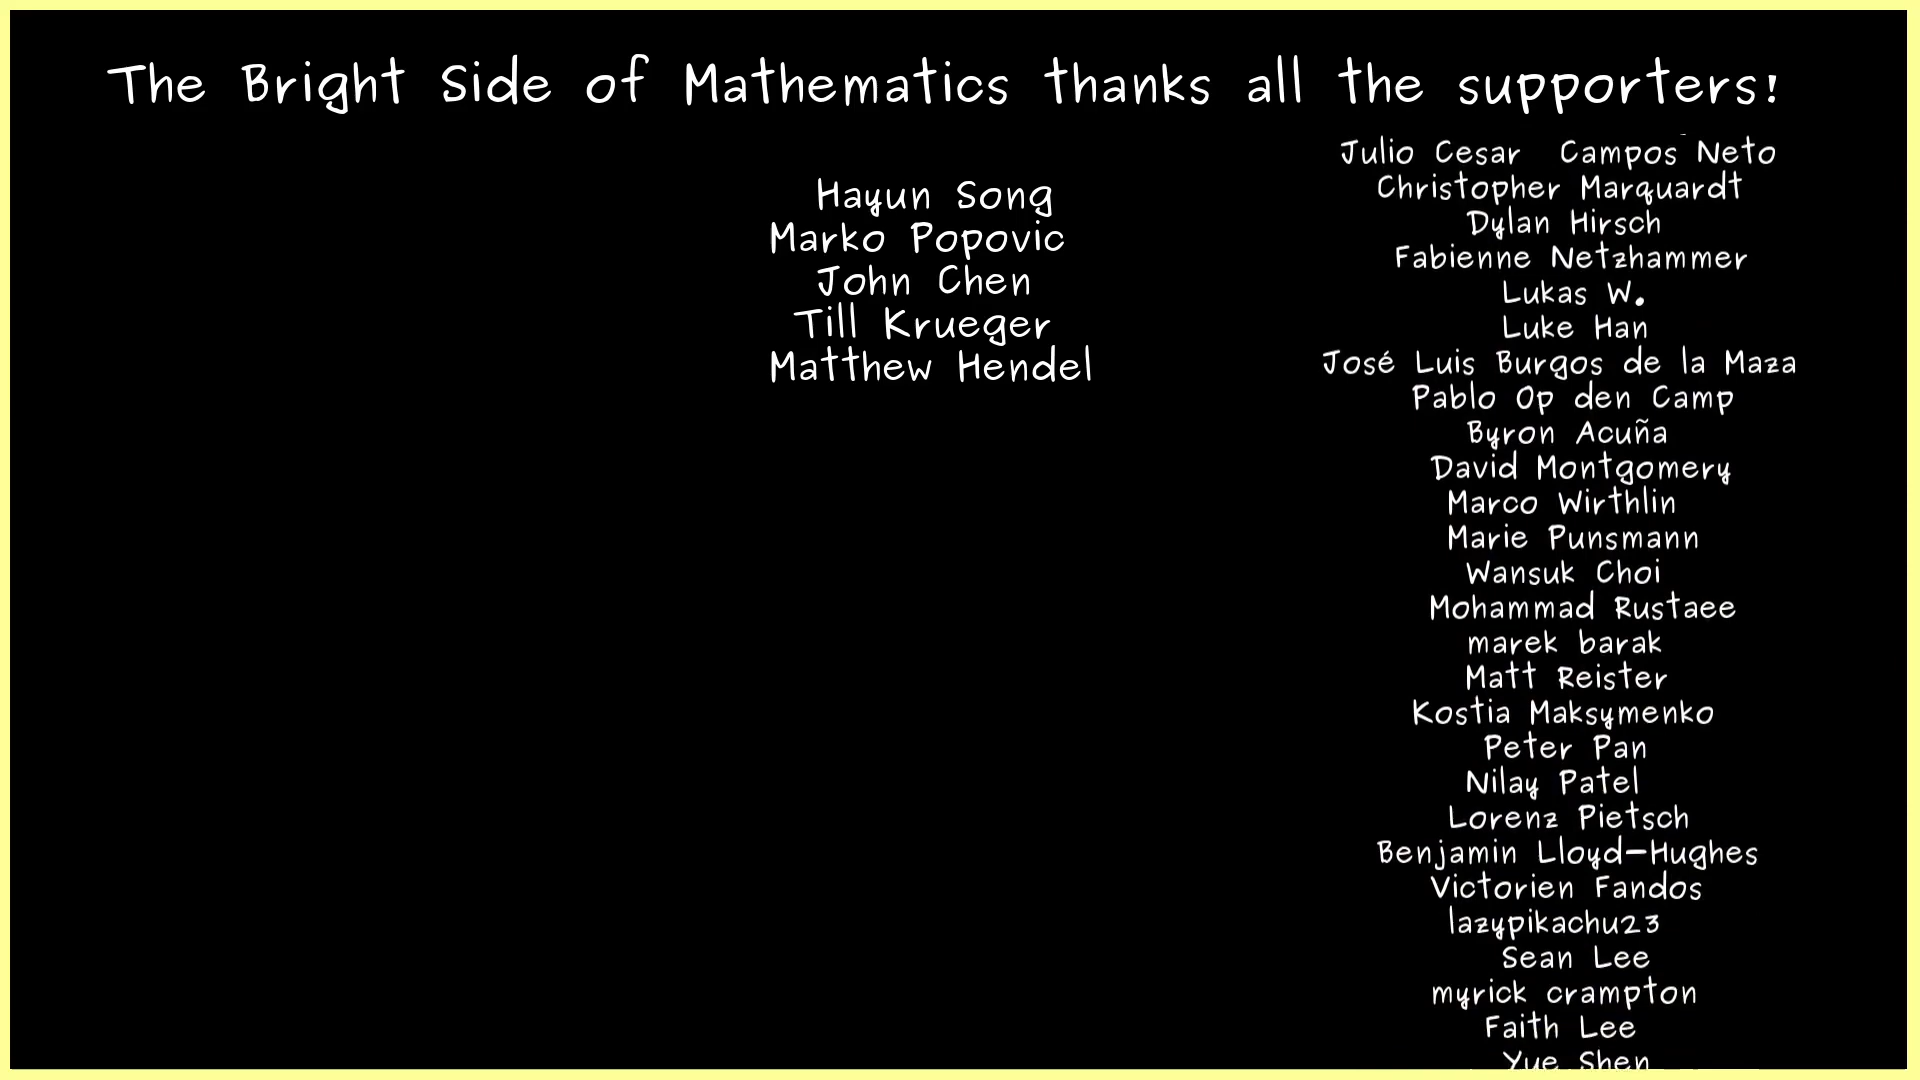 The Bright Side of Mathematics thanks all the supporters!
Hayun Song
Marko Popovic
John Chen
Till Krueger
Matthew Hendel
Julio Cesar Campos Neto
Christopher Marquardt
Dylan Hirsch
Fabienne Netzhammer
Lukas W.
Luke Han
José Luis Burgos de la Maza
Pablo Op den Camp
Byron Acuña
David Montgomery
Marco Wirthlin
Marie Punsmann
Wansuk Choi
Mohammad Rustaee
marek barak
Matt Reister
Kostia Maksymenko
Peter Pan
Nilay Patel
Lorenz Pietsch
Benjamin Lloyd-Hughes
Victorien Fandos
lazypikachu23
Sean Lee
myrick crampton
Faith Lee
Yue Shen